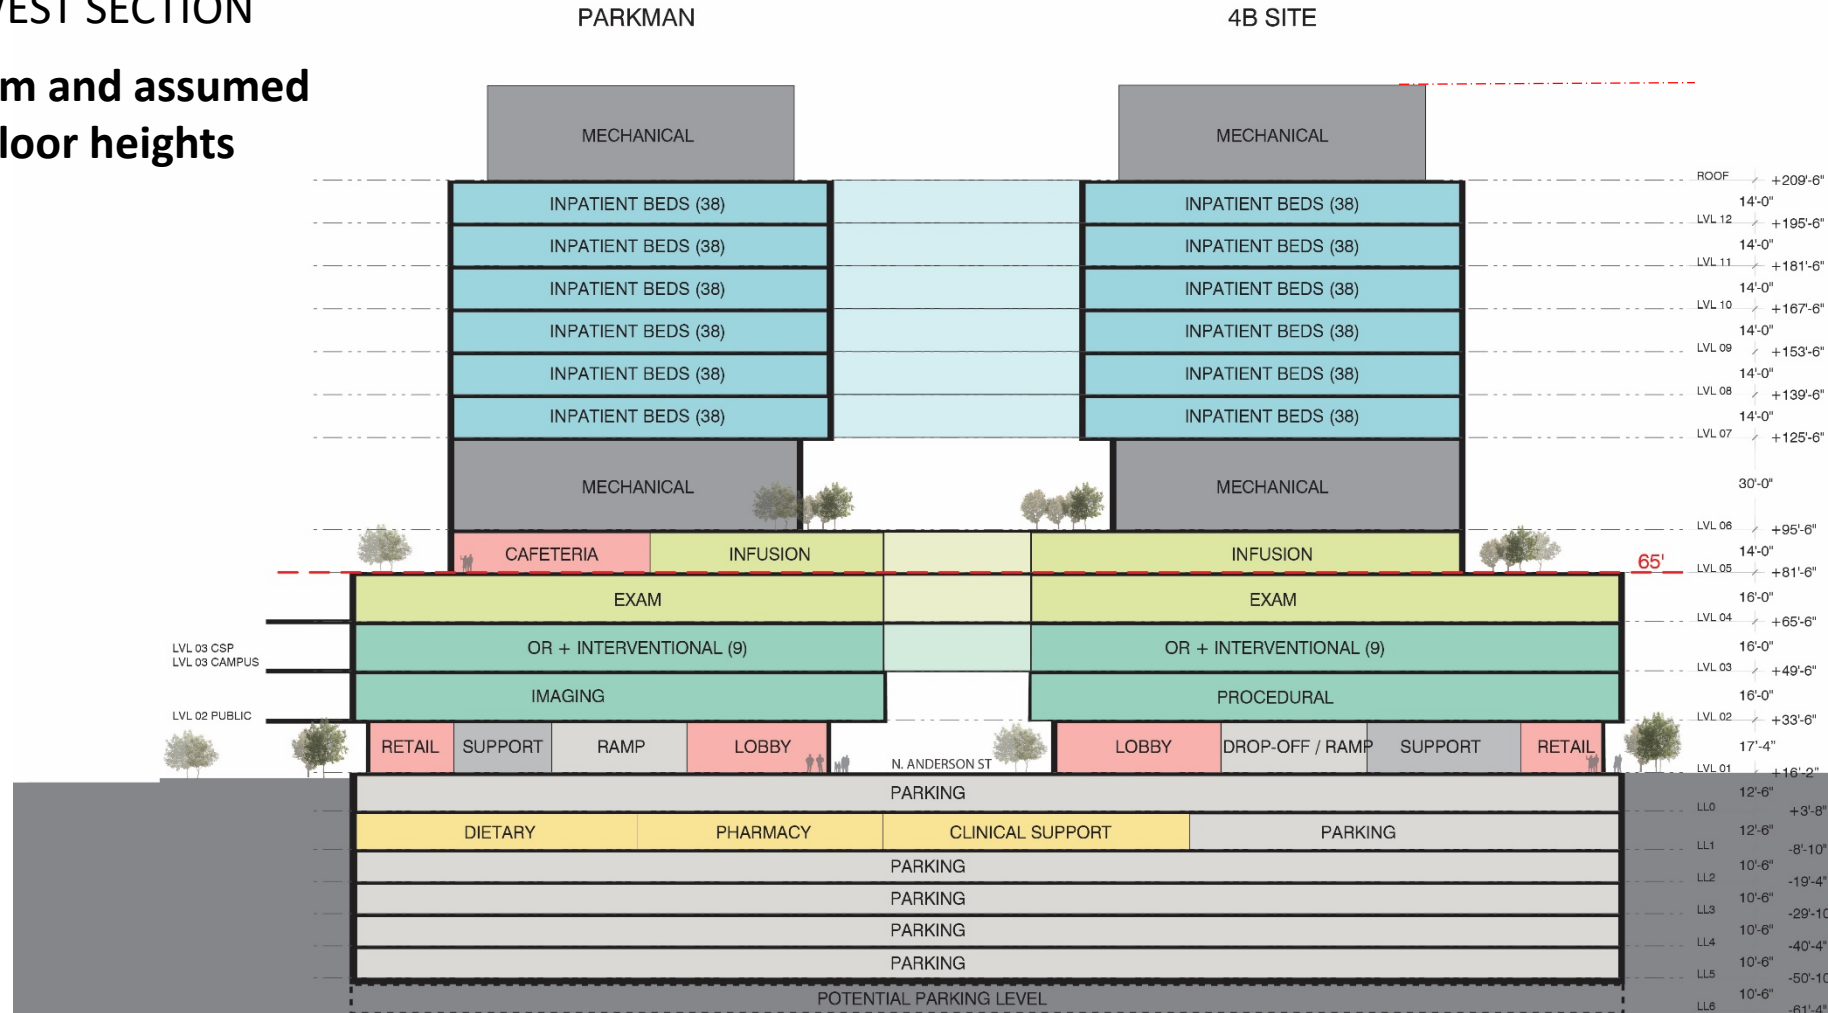 VEST SECTION
PARKMAN
4B SITE
m and assumed
loor heights
MECHANICAL
MECHANICAL
ROOF +209'-6"
INPATIENT BEDS (38)
INPATIENT BEDS (38)
14'-0"
LVL 12 +195'-6"
INPATIENT BEDS (38)
INPATIENT BEDS (38)
14'-0"
LVL 11 +181'-6"
INPATIENT BEDS (38)
INPATIENT BEDS (38)
14'-0"
LVL 10 +167'-6"
INPATIENT BEDS (38)
INPATIENT BEDS (38)
14'-0"
LVL 09 +153'-6"
INPATIENT BEDS (38)
INPATIENT BEDS (38)
14'-0"
LVL 08 +139'-6"
INPATIENT BEDS (38)
INPATIENT BEDS (38)
14'-0"
LVL 07 +125'-6"
MECHANICAL
MECHANICAL
30'-0"
LVL 06 +95'-6"
CAFETERIA
INFUSION
INFUSION
14'-0"
65'
LVL 05 +81'-6"
EXAM
EXAM
16'-0"
LVL 04 +65'-6"
LVL 03 CSP
LVL 03 CAMPUS
OR + INTERVENTIONAL (9)
OR + INTERVENTIONAL (9)
16'-0"
LVL 03 +49'-6"
IMAGING
PROCEDURAL
16'-0"
LVL 02 PUBLIC
LVL 02 +33'-6"
RETAIL
SUPPORT
RAMP
LOBBY
N. ANDERSON ST
LOBBY
DROP-OFF / RAMP
SUPPORT
RETAIL
17'-4"
LVL 01 +16'-2"
PARKING
12'-6"
LL0 +3'-8"
DIETARY
PHARMACY
CLINICAL SUPPORT
PARKING
12'-6"
LL1 -8'-10"
PARKING
10'-6"
LL2 -19'-4"
PARKING
10'-6"
LL3 -29'-10
PARKING
10'-6"
LL4 -40'-4"
PARKING
10'-6"
LL5 -50'-10
POTENTIAL PARKING LEVEL
10'-6"
LL6 -61'-4"